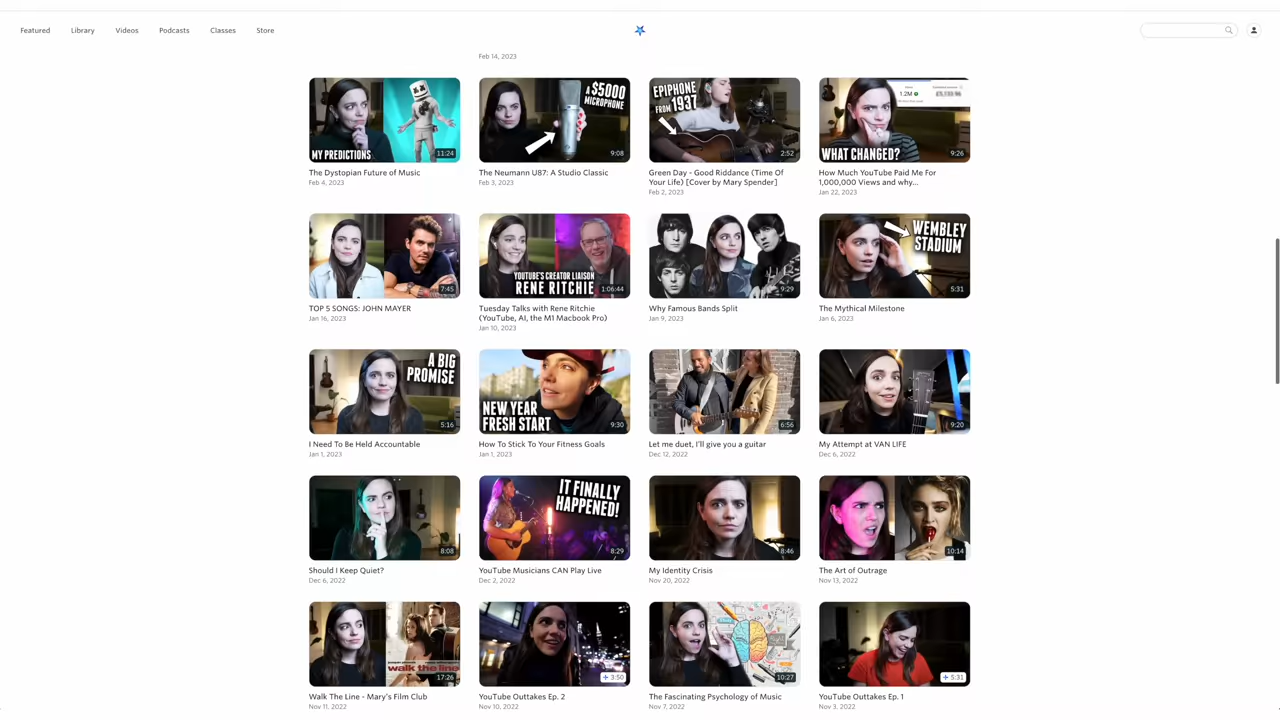 Featured
Library
Videos
Podcasts
Classes
Store
Feb 14, 2023
MY PREDICTIONS
11:24
The Dystopian Future of Music
Feb 4, 2023
A $5000
MICROPHONE
9:08
The Neumann U87: A Studio Classic
Feb 3, 2023
EPIPHONE
FROM 1937
2:52
Green Day - Good Riddance (Time Of
Your Life) [Cover by Mary Spender]
Feb 2, 2023
1.2M
WHAT CHANGED?
9:26
How Much YouTube Paid Me For
1,000,000 Views and why...
Jan 22, 2023
7:45
TOP 5 SONGS: JOHN MAYER
Jan 16, 2023
YOUTUBE'S CREATOR LIAISON
RENE RITCHIE
1:06:44
Tuesday Talks with Rene Ritchie
(YouTube, AI, the M1 Macbook Pro)
Jan 10, 2023
9:29
Why Famous Bands Split
Jan 9, 2023
WEMBLEY
STADIUM
5:31
The Mythical Milestone
Jan 6, 2023
A BIG
PROMISE
5:16
I Need To Be Held Accountable
Jan 1, 2023
NEW YEAR
FRESH START
9:30
How To Stick To Your Fitness Goals
Jan 1, 2023
6:56
Let me duet, I'll give you a guitar
Dec 12, 2022
9:20
My Attempt at VAN LIFE
Dec 6, 2022
8:08
Should I Keep Quiet?
Dec 6, 2022
IT FINALLY
HAPPENED!
8:29
YouTube Musicians CAN Play Live
Dec 2, 2022
8:46
My Identity Crisis
Nov 20, 2022
10:14
The Art of Outrage
Nov 13, 2022
walk the line
17:26
Walk The Line - Mary's Film Club
Nov 11, 2022
+ 3:50
YouTube Outtakes Ep. 2
Nov 10, 2022
Right
10:27
The Fascinating Psychology of Music
Nov 7, 2022
+ 5:31
YouTube Outtakes Ep. 1
Nov 3, 2022